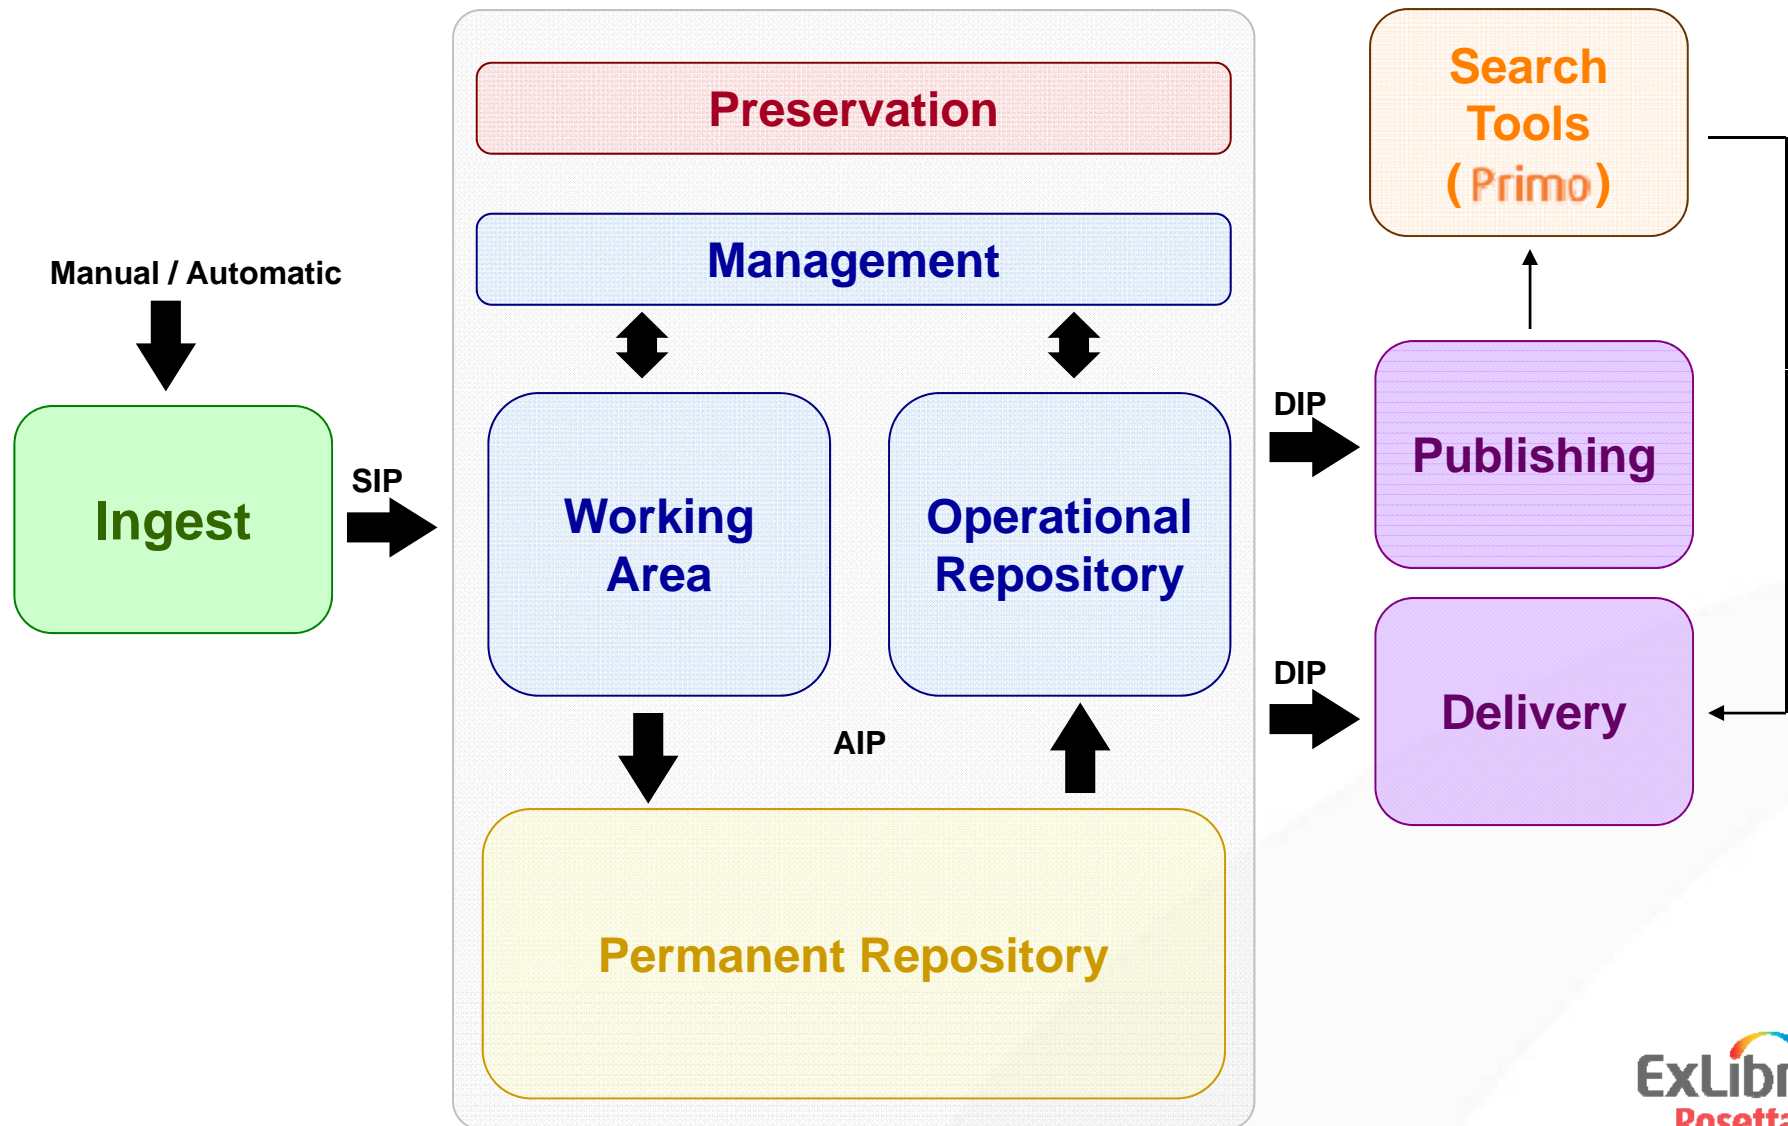 Preservation
Management
Manual / Automatic
Ingest
SIP
Working
Area
Operational
Repository
AIP
Permanent Repository
DIP
Publishing
DIP
Delivery
Search
Tools
(Primo)
ExLibr
Rosetta